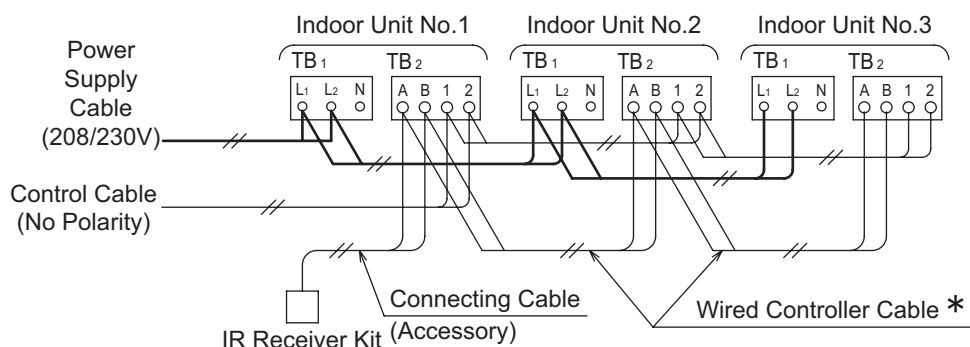 Indoor Unit No.1
Indoor Unit No.2
Indoor Unit No.3
Power
Supply
Cable
(208/230V)
TB1
L1 L2 N
TB2
A B 1 2
TB1
L1 L2 N
TB2
A B 1 2
TB1
L1 L2 N
TB2
A B 1 2
Control Cable
(No Polarity)
IR Receiver Kit
Connecting Cable
(Accessory)
Wired Controller Cable *